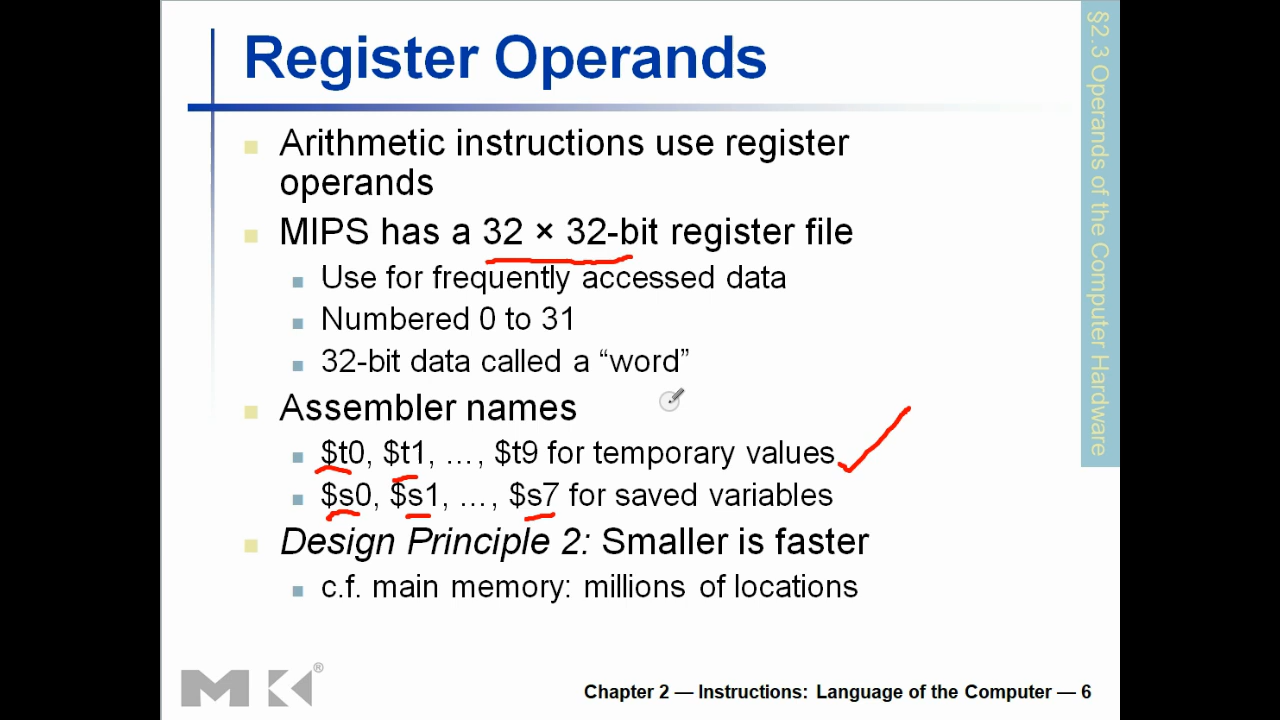 Register Operands
Arithmetic instructions use register
operands
MIPS has a 32 × 32-bit register file
Use for frequently accessed data
Numbered 0 to 31
32-bit data called a “word”
Assembler names
$t0, $t1, …, $t9 for temporary values
$s0, $s1, …, $s7 for saved variables
Design Principle 2: Smaller is faster
c.f. main memory: millions of locations
§2.3 Operands of the Computer Hardware
MK®
Chapter 2 — Instructions: Language of the Computer — 6